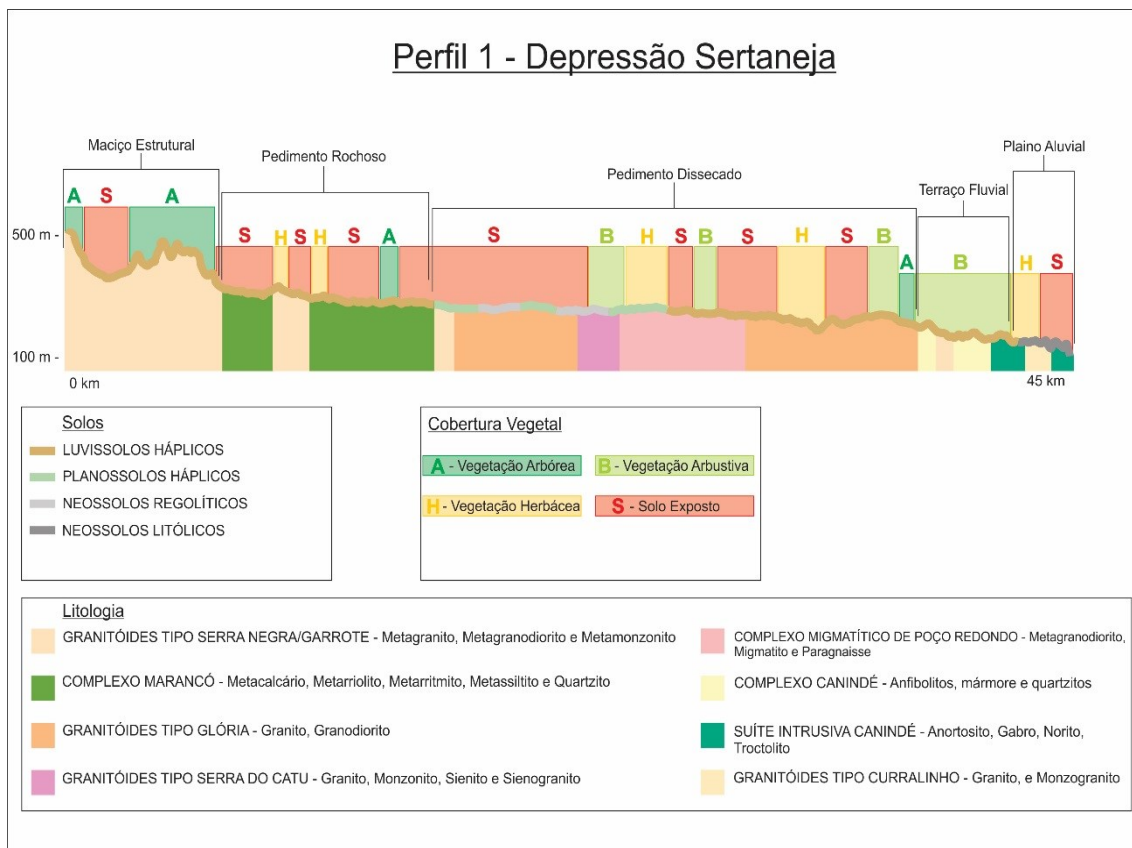 Perfil 1 - Depressão Sertaneja
Maciço Estrutural
Pedimento Rochoso
Pedimento Dissecado
Terraço Fluvial
Plaino Aluvial
A S A
S H S H S A S B H S B S H S B A B H S
500 m -
100 m -
0 km
45 km
Solos
LUVISSOLOS HÁPLICOS
PLANOSSOLOS HÁPLICOS
NEOSSOLOS REGOLÍTICOS
NEOSSOLOS LITÓLICOS
Cobertura Vegetal
A - Vegetação Arbórea
B - Vegetação Arbustiva
H - Vegetação Herbácea
S - Solo Exposto
Litologia
GRANITÓIDES TIPO SERRA NEGRA/GARROTE - Metagranito, Metagranodiorito e Metamonzonito
COMPLEXO MARANCÓ - Metacalcário, Metarriolito, Metarritmito, Metassiltito e Quartzito
GRANITÓIDES TIPO GLÓRIA - Granito, Granodiorito
GRANITÓIDES TIPO SERRA DO CATU - Granito, Monzonito, Sienito e Sienogranito
COMPLEXO MIGMATÍTICO DE POÇO REDONDO - Metagranodiorito,
Migmatito e Paragnaisse
COMPLEXO CANINDÉ - Anfibolitos, mármore e quartzitos
SUÍTE INTRUSIVA CANINDÉ - Anortosito, Gabro, Norito,
Troctolito
GRANITÓIDES TIPO CURRALINHO - Granito, e Monzogranito